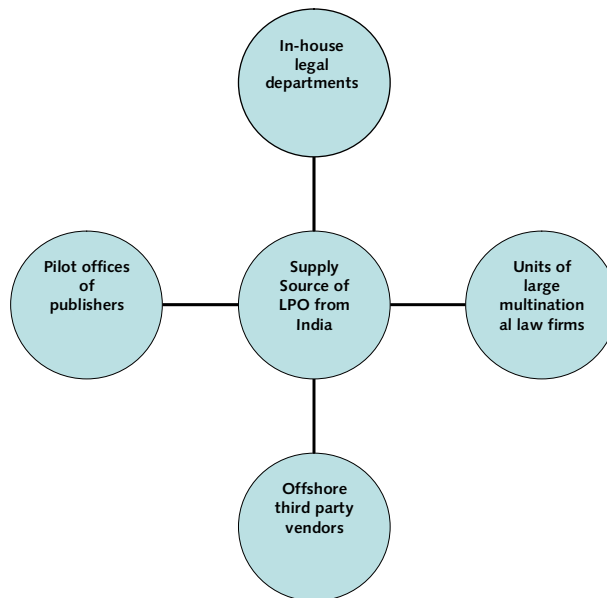 In-house
legal
departments
Pilot offices
of
publishers
Supply
Source of
LPO from
India
Units of
large
multination
al law firms
Offshore
third party
vendors